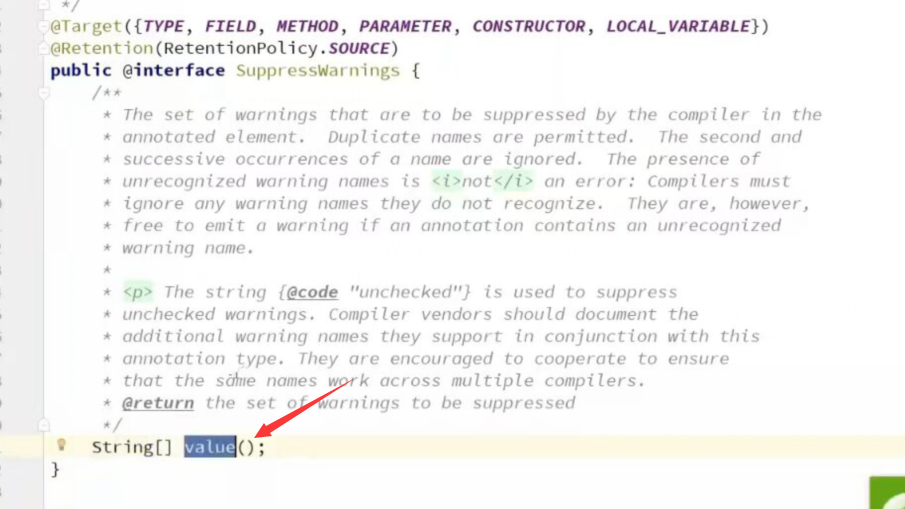 */
@Target({TYPE, FIELD, METHOD, PARAMETER, CONSTRUCTOR, LOCAL_VARIABLE})
@Retention(RetentionPolicy.SOURCE)
public @interface SuppressWarnings {
/**
* The set of warnings that are to be suppressed by the compiler in the
* annotated element.  Duplicate names are permitted.  The second and
* successive occurrences of a name are ignored.  The presence of
* unrecognized warning names is <i>not</i> an error: Compilers must
* ignore any warning names they do not recognize.  They are, however,
* free to emit a warning if an annotation contains an unrecognized
* warning name.
*
* <p> The string {@code "unchecked"} is used to suppress
* unchecked warnings. Compiler vendors should document the
* additional warning names they support in conjunction with this
* annotation type. They are encouraged to cooperate to ensure
* that the same names work across multiple compilers.
* @return the set of warnings to be suppressed
*/
String[] value();
}